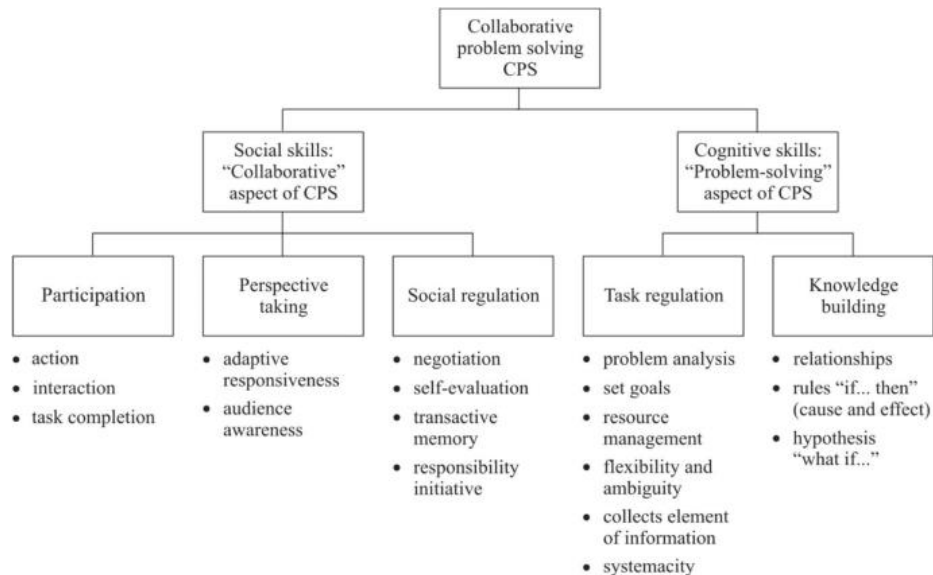 Collaborative
problem solving
CPS
Social skills:
“Collaborative”
aspect of CPS
Cognitive skills:
“Problem-solving”
aspect of CPS
Participation
Perspective
taking
Social regulation
Task regulation
Knowledge
building
• action
• interaction
• task completion
• adaptive
responsiveness
• audience
awareness
• negotiation
• self-evaluation
• transactive
memory
• responsibility
initiative
• problem analysis
• set goals
• resource
management
• flexibility and
ambiguity
• collects element
of information
• systemacity
• relationships
• rules “if... then”
(cause and effect)
• hypothesis
“what if...”